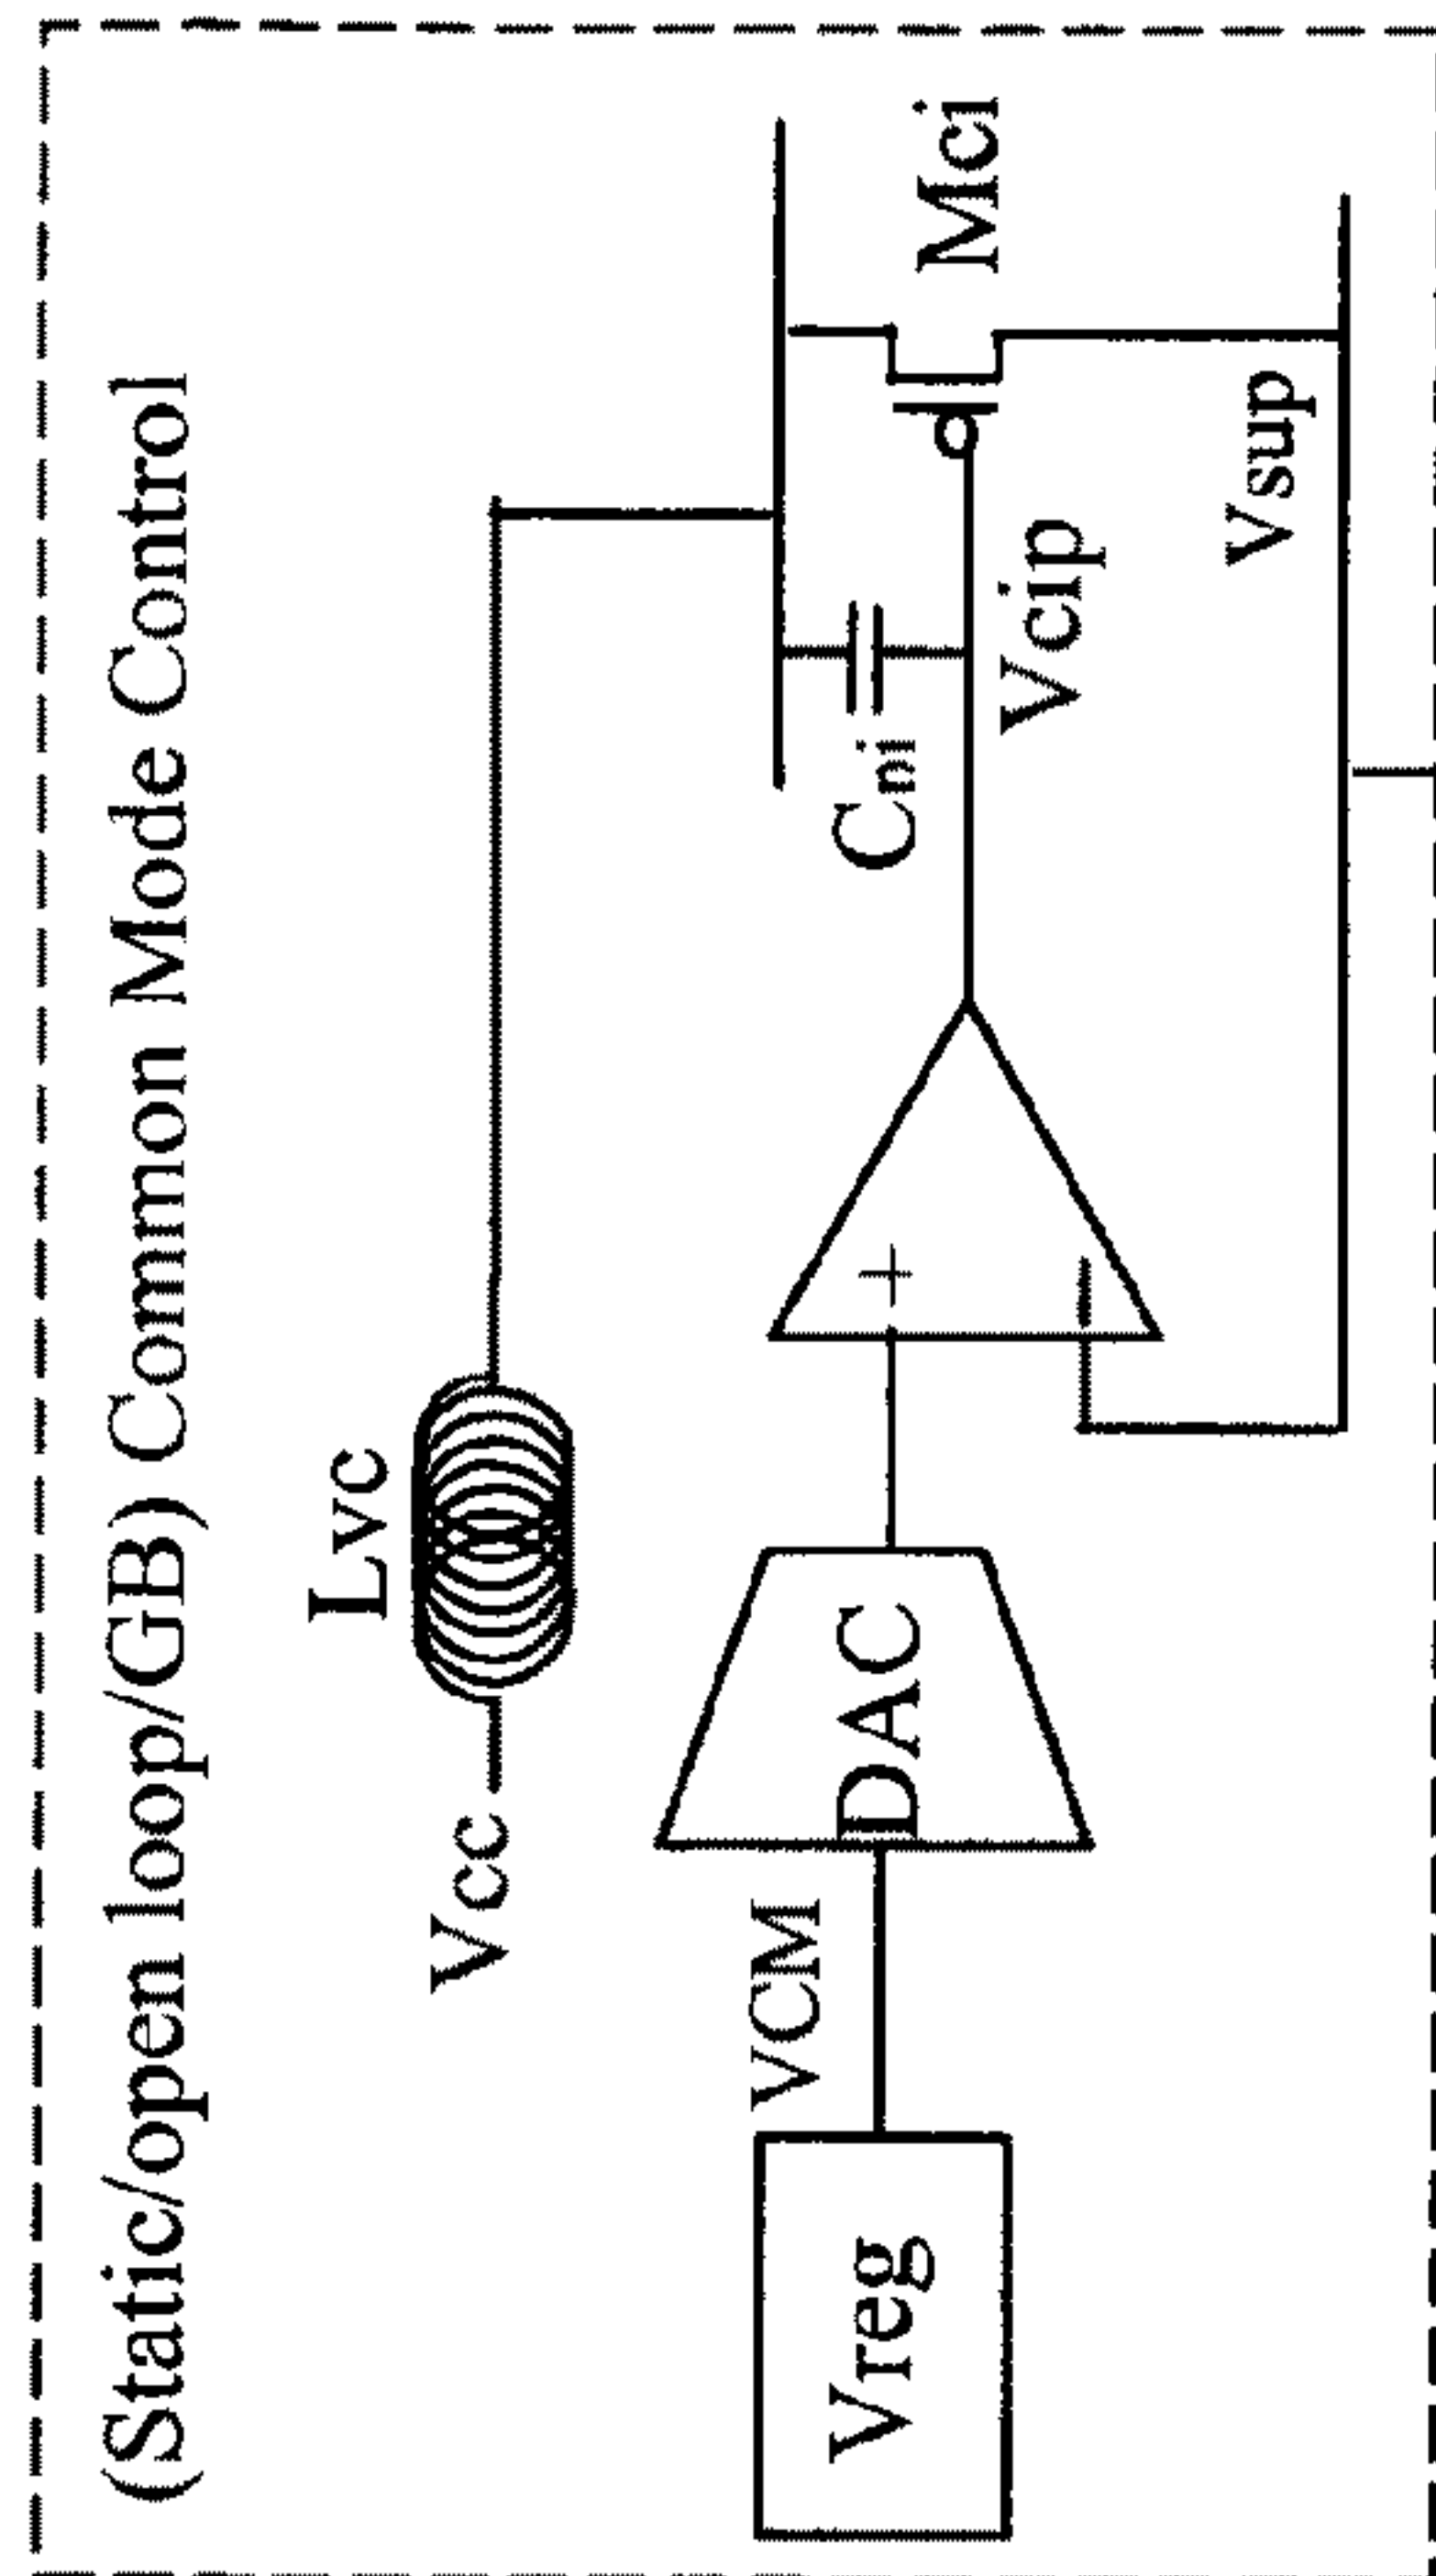 (Static/open loop/GB) Common Mode Control
Lvc
Vcc
Cni
Mci
VCM
DAC
+
−
Vcip
Vreg
Vsup